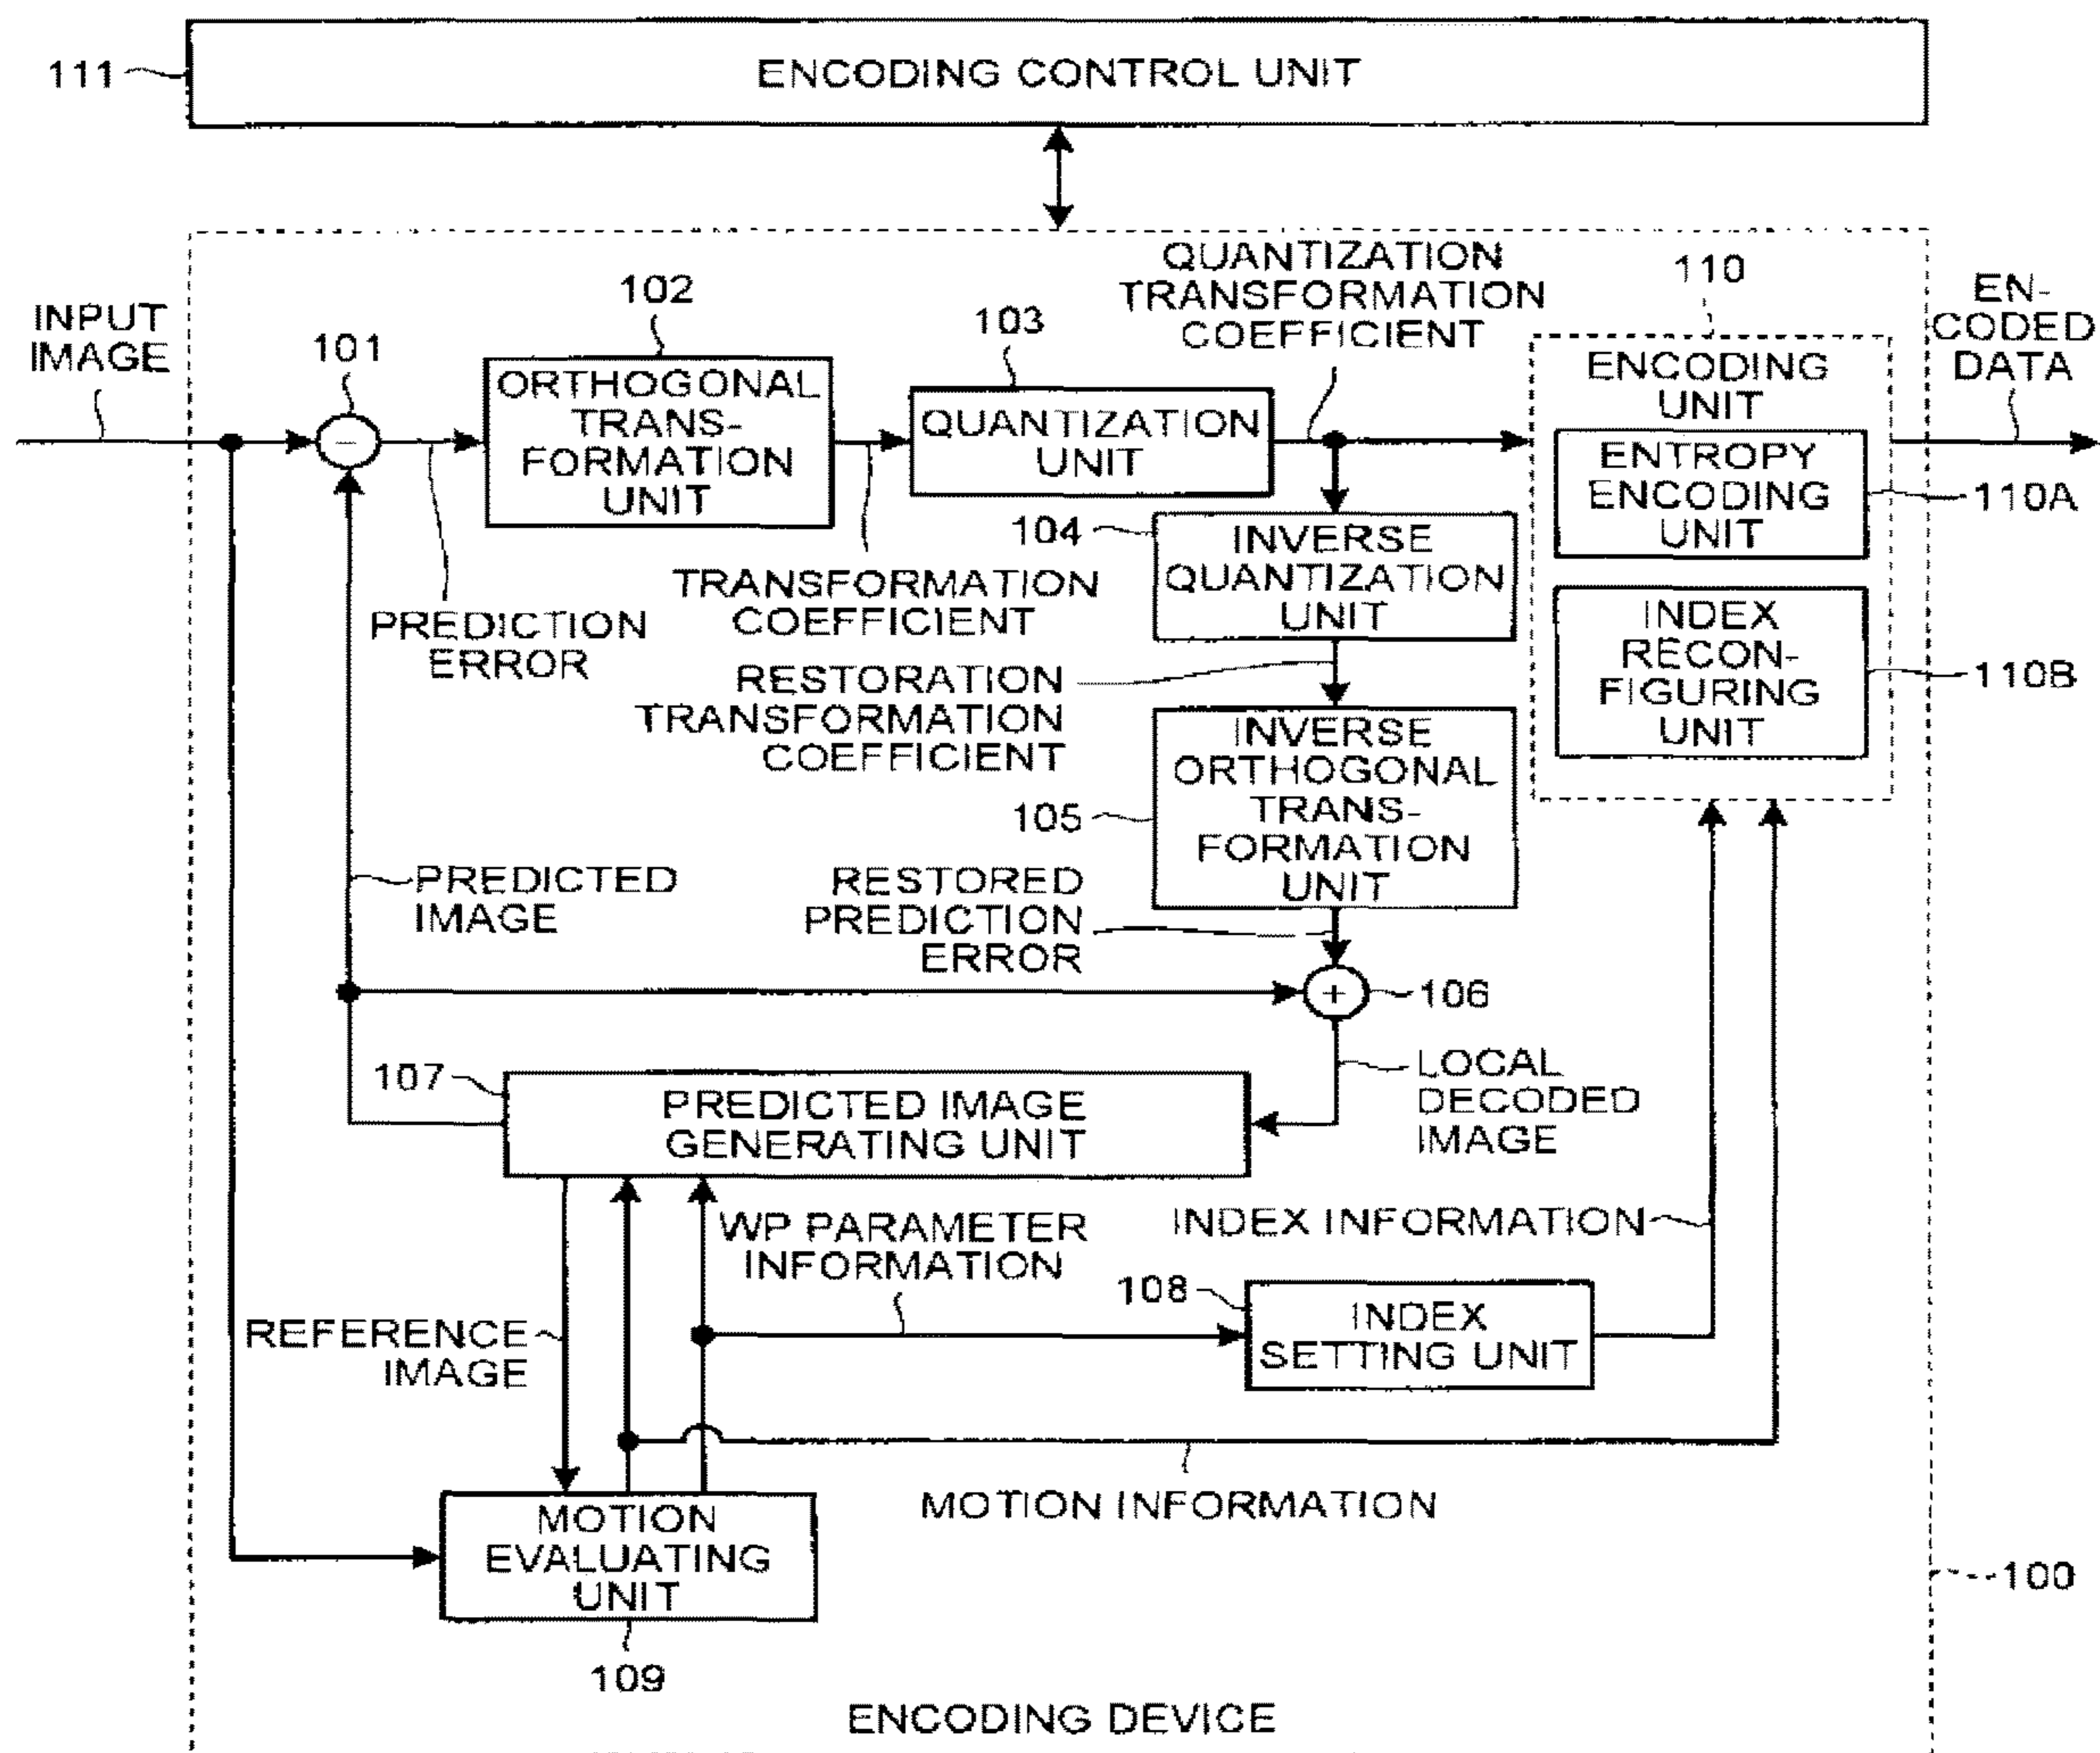 111
ENCODING CONTROL UNIT
INPUT
IMAGE
101
102
ORTHOGONAL
TRANS-
FORMATION
UNIT
103
QUANTIZATION
UNIT
QUANTIZATION
TRANSFORMATION
COEFFICIENT
110
ENCODING
UNIT
EN-
CODED
DATA
ENTROPY
ENCODING
UNIT
110A
PREDICTION
ERROR
TRANSFORMATION
COEFFICIENT
104
INVERSE
QUANTIZATION
UNIT
INDEX
RECON-
FIGURING
UNIT
110B
RESTORATION
TRANSFORMATION
COEFFICIENT
105
INVERSE
ORTHOGONAL
TRANS-
FORMATION
UNIT
PREDICTED
IMAGE
RESTORED
PREDICTION
ERROR
+
106
107
PREDICTED IMAGE
GENERATING UNIT
LOCAL
DECODED
IMAGE
WP PARAMETER
INFORMATION
INDEX INFORMATION
REFERENCE
IMAGE
108
INDEX
SETTING UNIT
MOTION
EVALUATING
UNIT
MOTION INFORMATION
109
100
ENCODING DEVICE